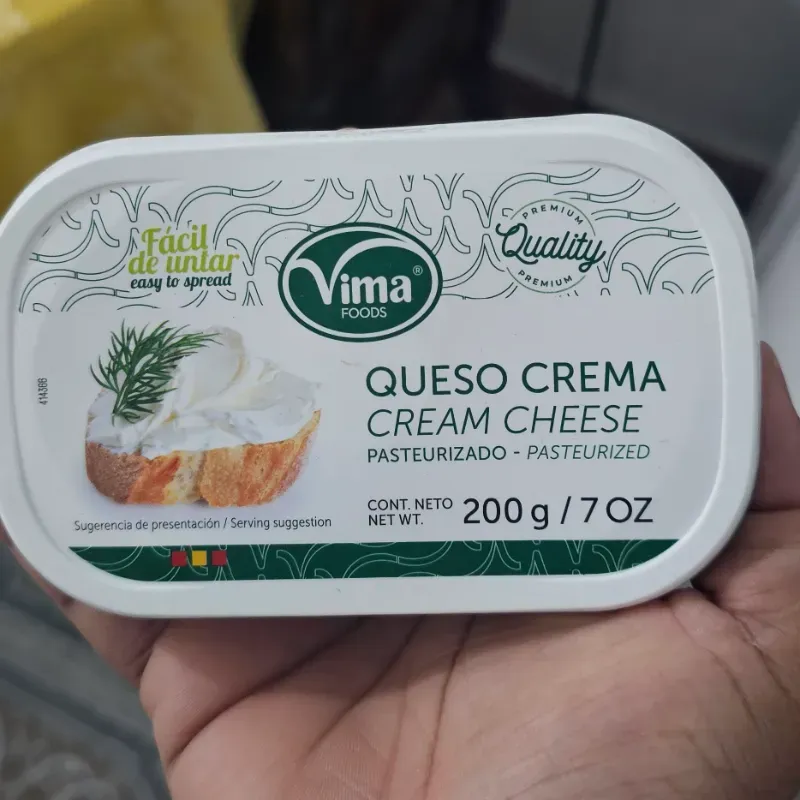 Fácil
de untar
easy to spread
Vima®
FOODS
PREMIUM
Quality
PREMIUM
414386
QUESO CREMA
CREAM CHEESE
PASTEURIZADO - PASTEURIZED
CONT. NETO
NET WT.
200 g / 7 OZ
Sugerencia de presentación / Serving suggestion